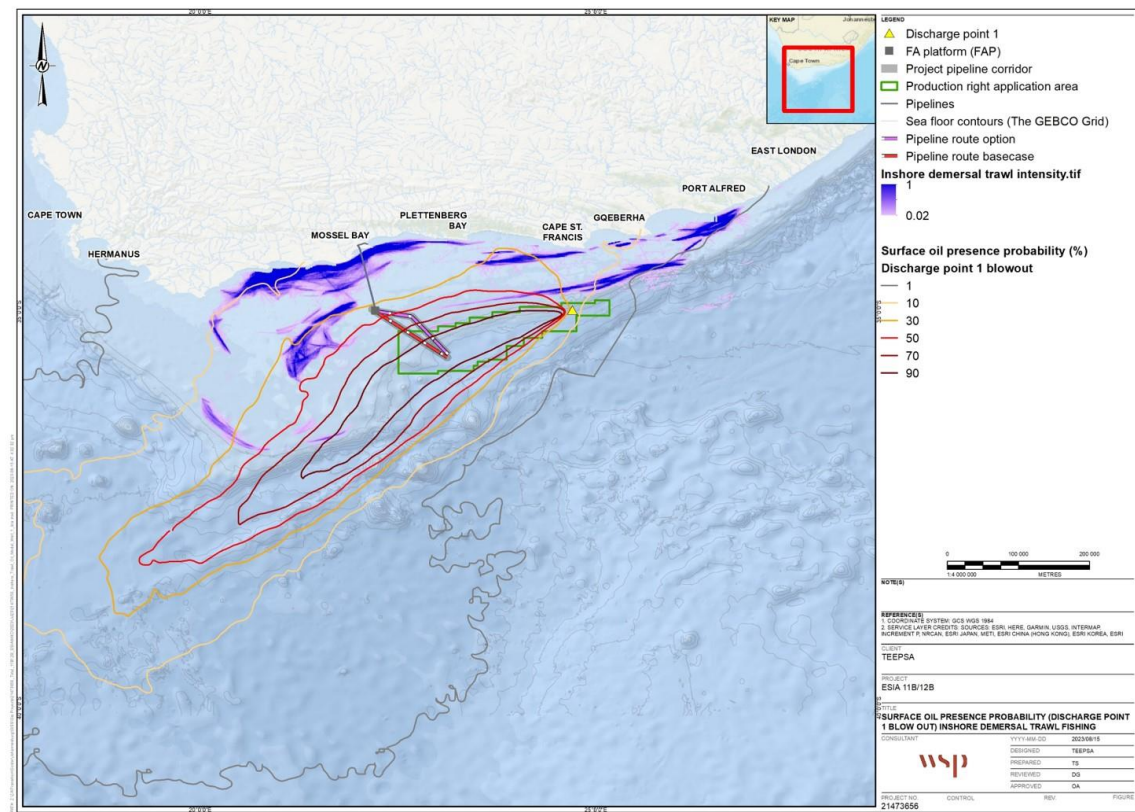 20°0'0"E
25°0'0"E
KEY MAP
Cape Town
N
EAST LONDON
PORT ALFRED
GQEBERHA
CAPE ST.
FRANCIS
PLETTENBERG
BAY
MOSSEL BAY
CAPE TOWN
HERMANUS
20°0'0"E
25°0'0"E
LEGEND
Discharge point 1
FA platform (FAP)
Project pipeline corridor
Production right application area
Pipelines
Sea floor contours (The GEBCO Grid)
Pipeline route option
Pipeline route basecase
Inshore demersal trawl intensity.tif
1
0.02
Surface oil presence probability (%)
Discharge point 1 blowout
1
10
30
50
70
90
0 100 000 200 000
1:4 000 000 METRES
NOTE(S)
REFERENCE(S)
1. COORDINATE SYSTEM: GCS WGS 1984
2. SERVICE LAYER CREDITS: SOURCES: ESRI, HERE, GARMIN, USGS, INTERMAP,
INCREMENT P, NRCAN, ESRI JAPAN, METI, ESRI CHINA (HONG KONG), ESRI KOREA, ESRI
CLIENT
TEEPSA
PROJECT
ESIA 11B/12B
TITLE
SURFACE OIL PRESENCE PROBABILITY (DISCHARGE POINT
1 BLOW OUT) INSHORE DEMERSAL TRAWL FISHING
CONSULTANT
wsp
YYYY-MM-DD 2023/08/15
DESIGNED TEEPSA
PREPARED TS
REVIEWED DG
APPROVED OA
PROJECT NO. CONTROL REV. FIGURE
21473656